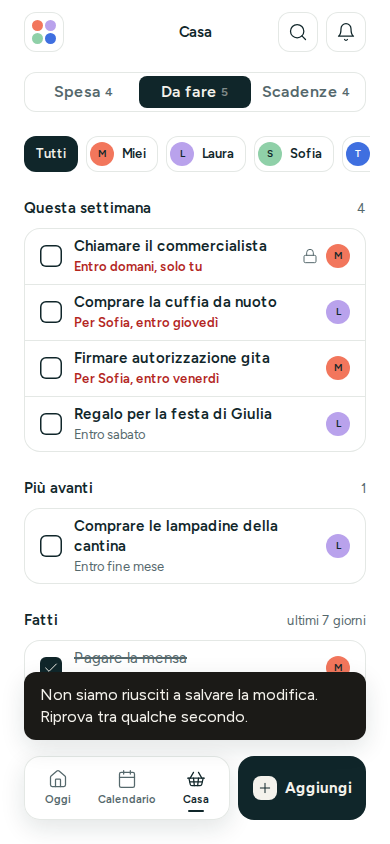 Casa
Spesa 4
Da fare 5
Scadenze 4
Tutti
M Miei
L Laura
S Sofia
T
Questa settimana 4
Chiamare il commercialista
Entro domani, solo tu
M
Comprare la cuffia da nuoto
Per Sofia, entro giovedì
L
Firmare autorizzazione gita
Per Sofia, entro venerdì
M
Regalo per la festa di Giulia
Entro sabato
L
Più avanti 1
Comprare le lampadine della
cantina
Entro fine mese
L
Fatti ultimi 7 giorni
Pagare la mensa
M
Non siamo riusciti a salvare la modifica.
Riprova tra qualche secondo.
Oggi
Calendario
Casa
Aggiungi